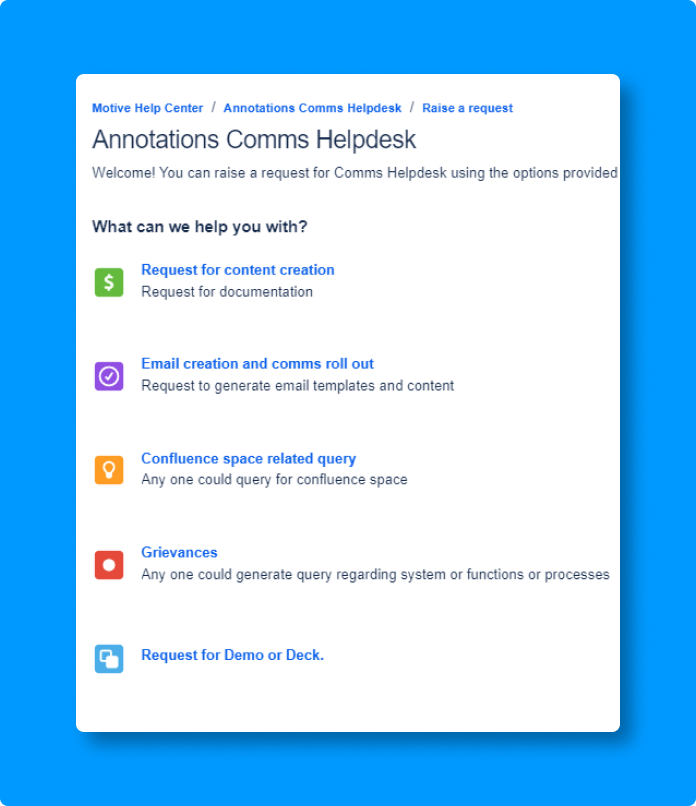 Motive Help Center / Annotations Comms Helpdesk / Raise a request
Annotations Comms Helpdesk
Welcome! You can raise a request for Comms Helpdesk using the options provided
What can we help you with?
$
Request for content creation
Request for documentation
Email creation and comms roll out
Request to generate email templates and content
Confluence space related query
Any one could query for confluence space
Grievances
Any one could generate query regarding system or functions or processes
Request for Demo or Deck.